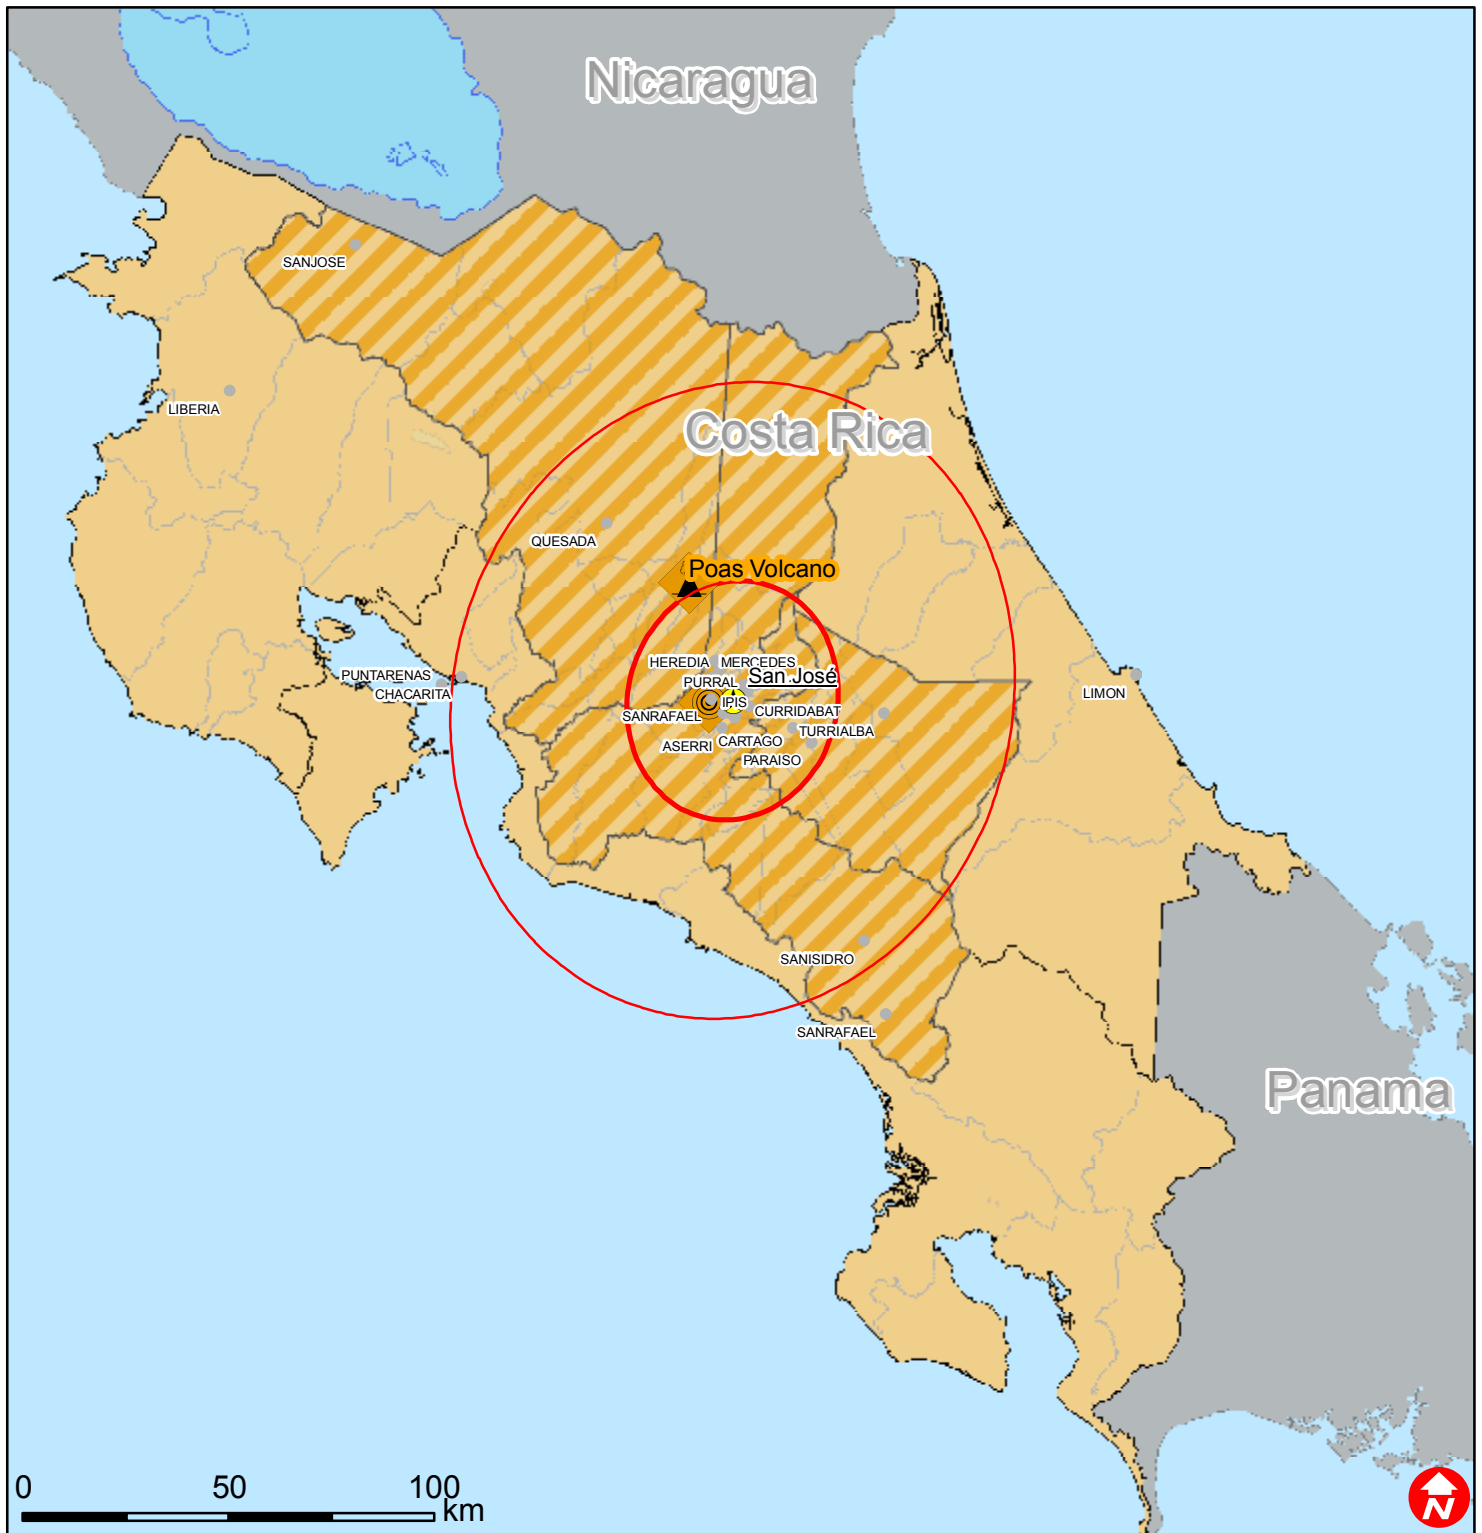 Nicaragua
SANJOSE
LIBERIA
Costa Rica
QUESADA
Poas Volcano
HEREDIA
MERCEDES
San José
PURRAL
PUNTARENAS
CHACARITA
IPIS
LIMON
SANRAFAEL
CURRIDABAT
TURRIALBA
ASERRI
CARTAGO
PARAISO
SANISIDRO
SANRAFAEL
Panama
0 50 100 km
N